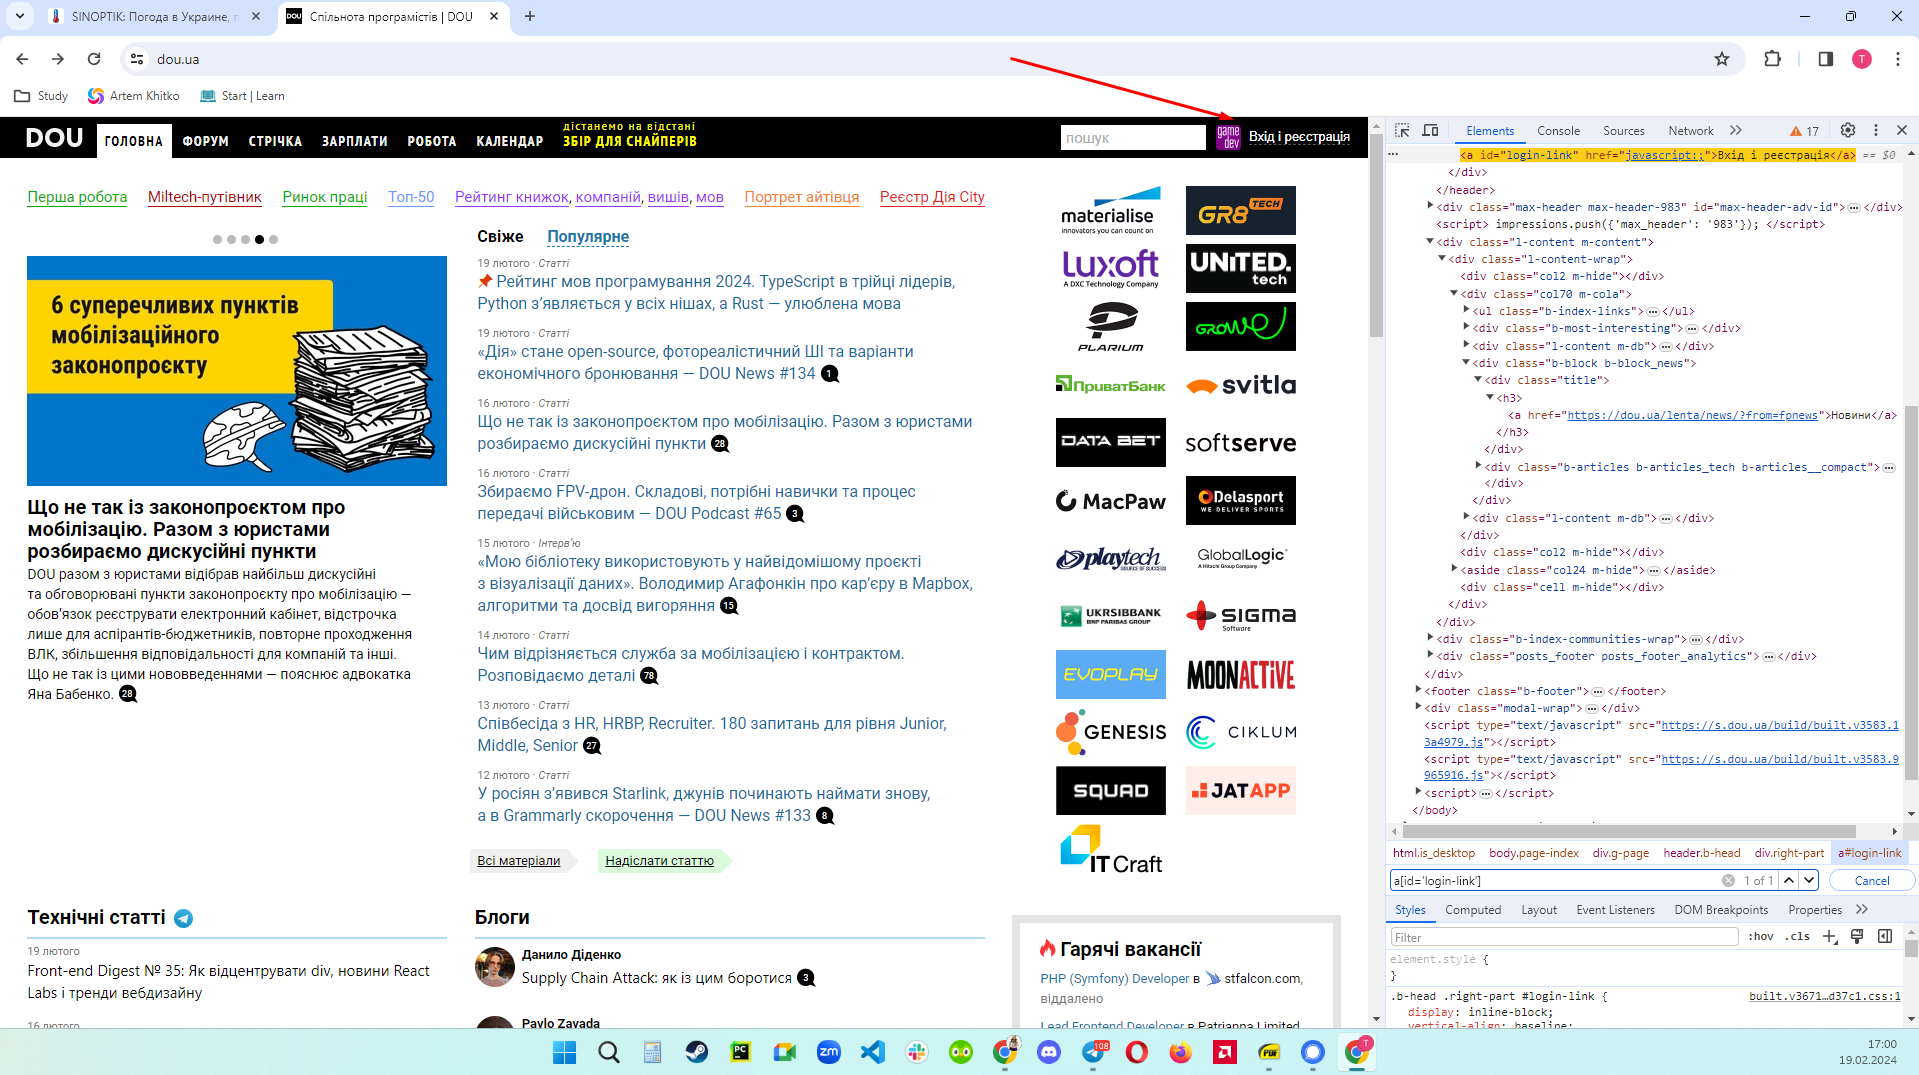 SINOPTIK: Погода в Украине,
Спільнота програмістів | DOU
dou.ua
Study
Artem Khitko
Start | Learn
DOU
ГОЛОВНА
ФОРУМ
СТРІЧКА
ЗАРПЛАТИ
РОБОТА
КАЛЕНДАР
дістанемо на відстані
ЗБІР ДЛЯ СНАЙПЕРІВ
пошук
game dev
Вхід і реєстрація
Перша робота
Miltech-путівник
Ринок праці
Топ-50
Рейтинг книжок, компаній, вишів, мов
Портрет айтівця
Реєстр Дія City
6 суперечливих пунктів
мобілізаційного
законопроєкту
Що не так із законопроєктом про
мобілізацію. Разом з юристами
розбираємо дискусійні пункти
DOU разом з юристами відібрав найбільш дискусійні
та обговорювані пункти законопроєкту про мобілізацію —
обов’язок реєструвати електронний кабінет, відстрочка
лише для аспірантів-бюджетників, повторне проходження
ВЛК, збільшення відповідальності для компаній та інші.
Що не так із цими нововведеннями — пояснює адвокатка
Яна Бабенко. 28
Свіже
Популярне
19 лютого · Статті
Рейтинг мов програмування 2024. TypeScript в трійці лідерів,
Python з’являється у всіх нішах, а Rust — улюблена мова
19 лютого · Статті
«Дія» стане open-source, фотореалістичний ШІ та варіанти
економічного бронювання — DOU News #134 1
16 лютого · Статті
Що не так із законопроєктом про мобілізацію. Разом з юристами
розбираємо дискусійні пункти 28
16 лютого · Статті
Збираємо FPV-дрон. Складові, потрібні навички та процес
передачі військовим — DOU Podcast #65 3
15 лютого · Інтерв’ю
«Мою бібліотеку використовують у найвідомішому проєкті
з візуалізації даних». Володимир Агафонкін про кар’єру в Mapbox,
алгоритми та досвід вигоряння 15
14 лютого · Статті
Чим відрізняється служба за мобілізацією і контрактом.
Розповідаємо деталі 78
13 лютого · Статті
Співбесіда з HR, HRBP, Recruiter. 180 запитань для рівня Junior,
Middle, Senior 27
12 лютого · Статті
У росіян з’явився Starlink, джунів починають наймати знову,
а в Grammarly скорочення — DOU News #133 8
Всі матеріали
Надіслати статтю
materialise
innovators you can count on
GR8 TECH
Luxoft
A DXC Technology Company
UNITED.
tech
PLARIUM
GROWE
ПриватБанк
svitla
DATA BET
softserve
MacPaw
Delasport
WE DELIVER SPORTS
playtech
SOURCE OF SUCCESS
GlobalLogic
A Hitachi Group Company
UKRSIBBANK
BNP PARIBAS GROUP
SIGMA
Software
EVOPLAY
MOONACTIVE
GENESIS
CIKLUM
SQUAD
JATAPP
IT Craft
Технічні статті
19 лютого
Front-end Digest № 35: Як відцентрувати div, новини React
Labs і тренди вебдизайну
16 лютого
Блоги
Данило Діденко
Supply Chain Attack: як із цим боротися 3
Pavlo Zavada
Гарячі вакансії
PHP (Symfony) Developer в stfalcon.com,
віддалено
Lead Frontend Developer в Patrianna Limited
Elements
Console
Sources
Network
17
<a id="login-link" href="javascript:;">Вхід і реєстрація</a> == $0
</div>
</header>
<div class="max-header max-header-983" id="max-header-adv-id">…</div>
<script> impressions.push({'max_header': '983'}); </script>
<div class="l-content m-content">
<div class="l-content-wrap">
<div class="col2 m-hide"></div>
<div class="col70 m-cola">
<ul class="b-index-links">…</ul>
<div class="b-most-interesting">…</div>
<div class="l-content m-db">…</div>
<div class="b-block b-block_news">
<div class="title">
<h3>
<a href="https://dou.ua/lenta/news/?from=fpnews">Новини</a>
</h3>
</div>
<div class="b-articles b-articles_tech b-articles__compact">…
</div>
</div>
<div class="l-content m-db">…</div>
</div>
<div class="col2 m-hide"></div>
<aside class="col24 m-hide">…</aside>
<div class="cell m-hide"></div>
</div>
</div>
<div class="b-index-communities-wrap">…</div>
<div class="posts_footer posts_footer_analytics">…</div>
</div>
<footer class="b-footer">…</footer>
<div class="modal-wrap">…</div>
<script type="text/javascript" src="https://s.dou.ua/build/built.v3583.1
3a4979.js"></script>
<script type="text/javascript" src="https://s.dou.ua/build/built.v3583.9
965916.js"></script>
<script>…</script>
</body>
html.is_desktop
body.page-index
div.g-page
header.b-head
div.right-part
a#login-link
a[id='login-link']
1 of 1
Cancel
Styles
Computed
Layout
Event Listeners
DOM Breakpoints
Properties
Filter
:hov
.cls
element.style {
}
.b-head .right-part #login-link {
built.v3671…d37c1.css:1
display: inline-block;
vertical-align: baseline;
108
17:00
19.02.2024